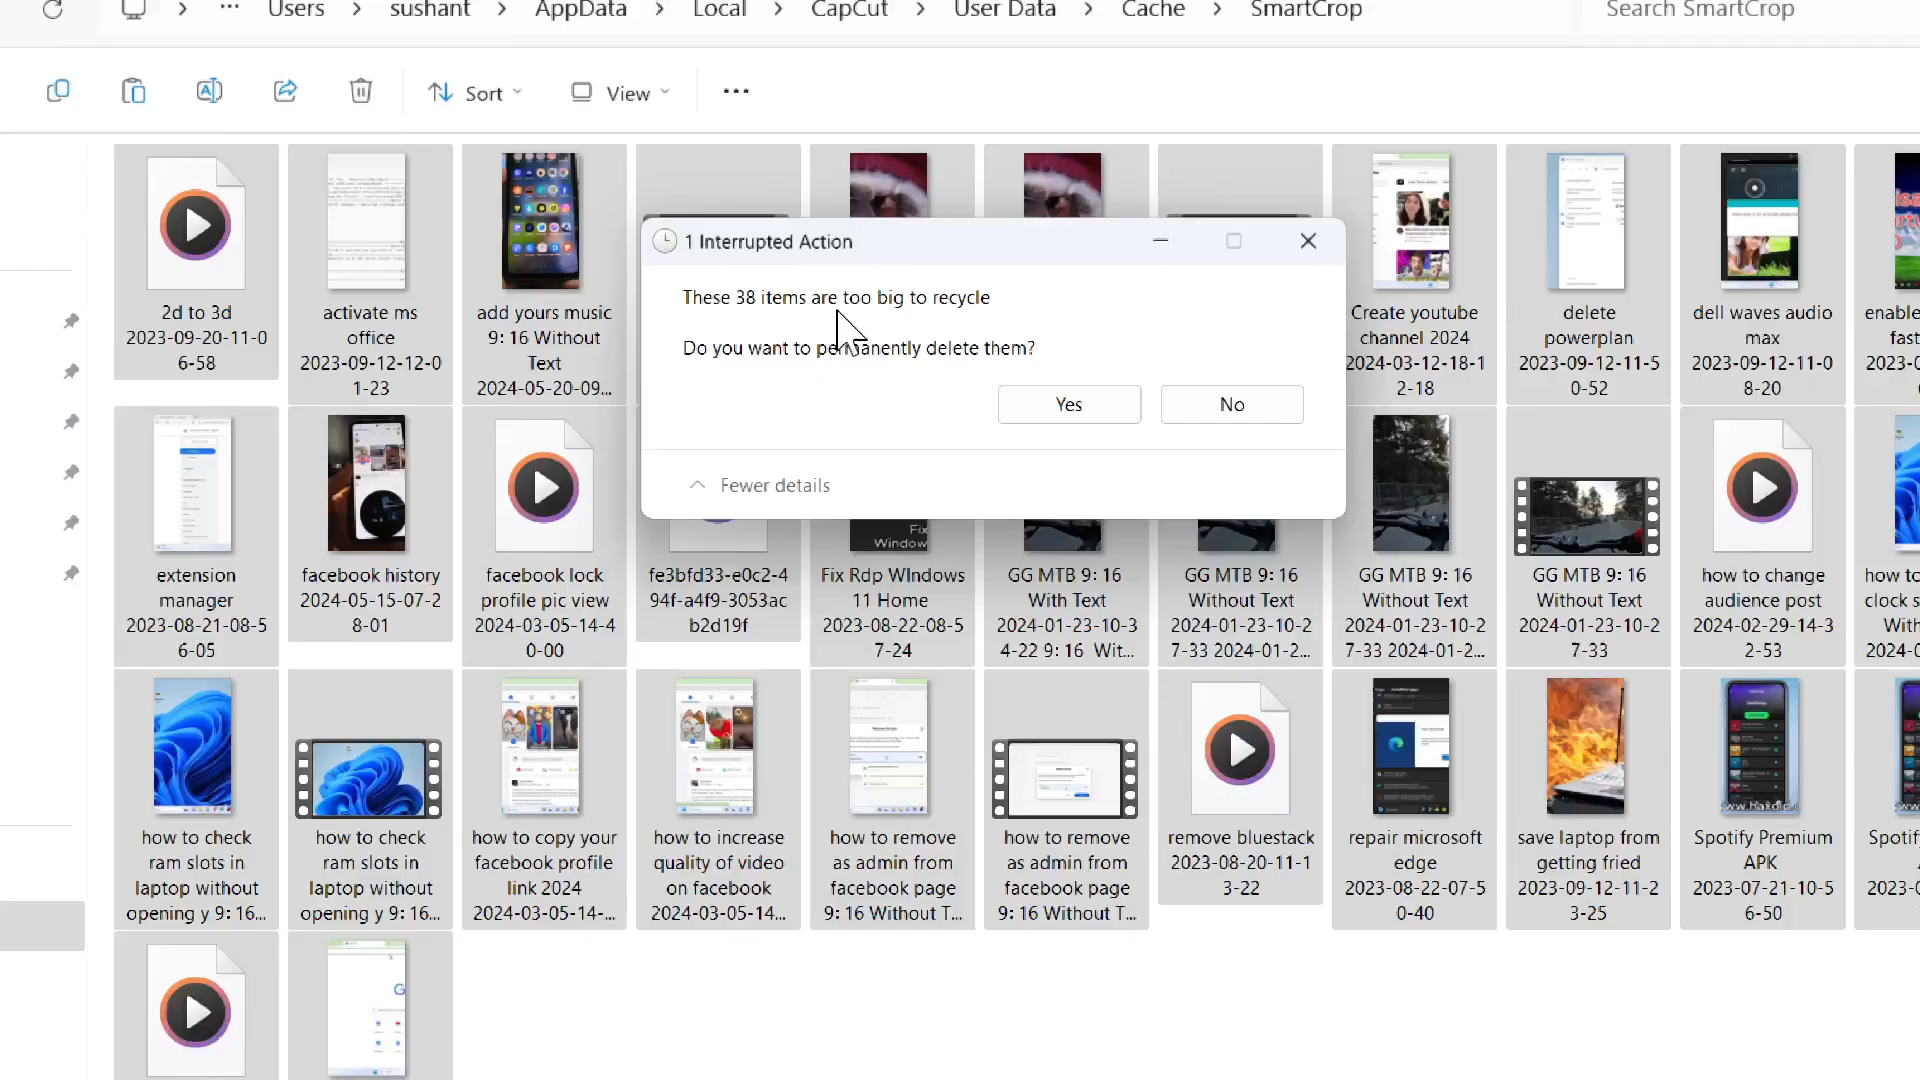 Users > sushant > AppData > Local > CapCut > User Data > Cache > SmartCrop
Search SmartCrop
Sort
View
1 Interrupted Action
These 38 items are too big to recycle
Do you want to permanently delete them?
Yes
No
Fewer details
2d to 3d
2023-09-20-11-0
6-58
activate ms
office
2023-09-12-12-0
1-23
add yours music
9:16 Without
Text
2024-05-20-09...
Create youtube
channel 2024
2024-03-12-18-1
2-18
delete
powerplan
2023-09-12-11-5
0-52
dell waves audio
max
2023-09-12-11-0
8-20
enable
fast
2023-0
extension
manager
2023-08-21-08-5
6-05
facebook history
2024-05-15-07-2
8-01
facebook lock
profile pic view
2024-03-05-14-4
0-00
fe3bfd33-e0c2-4
94f-a4f9-3053ac
b2d19f
Fix
Window
Fix Rdp WIndows
11 Home
2023-08-22-08-5
7-24
GG MTB 9:16
With Text
2024-01-23-10-3
4-22 9:16 Wit...
GG MTB 9:16
Without Text
2024-01-23-10-2
7-33 2024-01-2...
GG MTB 9:16
Without Text
2024-01-23-10-2
7-33 2024-01-2...
GG MTB 9:16
Without Text
2024-01-23-10-2
7-33
how to change
audience post
2024-02-29-14-3
2-53
how to
clock s
With
2024-0
how to check
ram slots in
laptop without
opening y 9:16...
how to check
ram slots in
laptop without
opening y 9:16...
how to copy your
facebook profile
link 2024
2024-03-05-14-...
how to increase
quality of video
on facebook
2024-03-05-14...
how to remove
as admin from
facebook page
9:16 Without T...
how to remove
as admin from
facebook page
9:16 Without T...
remove bluestack
2023-08-20-11-1
3-22
repair microsoft
edge
2023-08-22-07-5
0-40
save laptop from
getting fried
2023-09-12-11-2
3-25
Spotify Premium
APK
2023-07-21-10-5
6-50
Spotif
2023-0